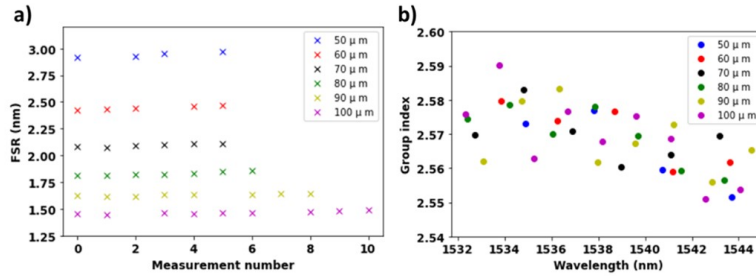 a)
3.00
2.75
2.50
2.25
2.00
1.75
1.50
1.25
FSR (nm)
0
2
4
6
8
10
Measurement number
50 μ m
60 μ m
70 μ m
80 μ m
90 μ m
100 μ m
b)
2.60
2.59
2.58
2.57
2.56
2.55
2.54
Group index
1532
1534
1536
1538
1540
1542
1544
Wavelength (nm)
50 μ m
60 μ m
70 μ m
80 μ m
90 μ m
100 μ m